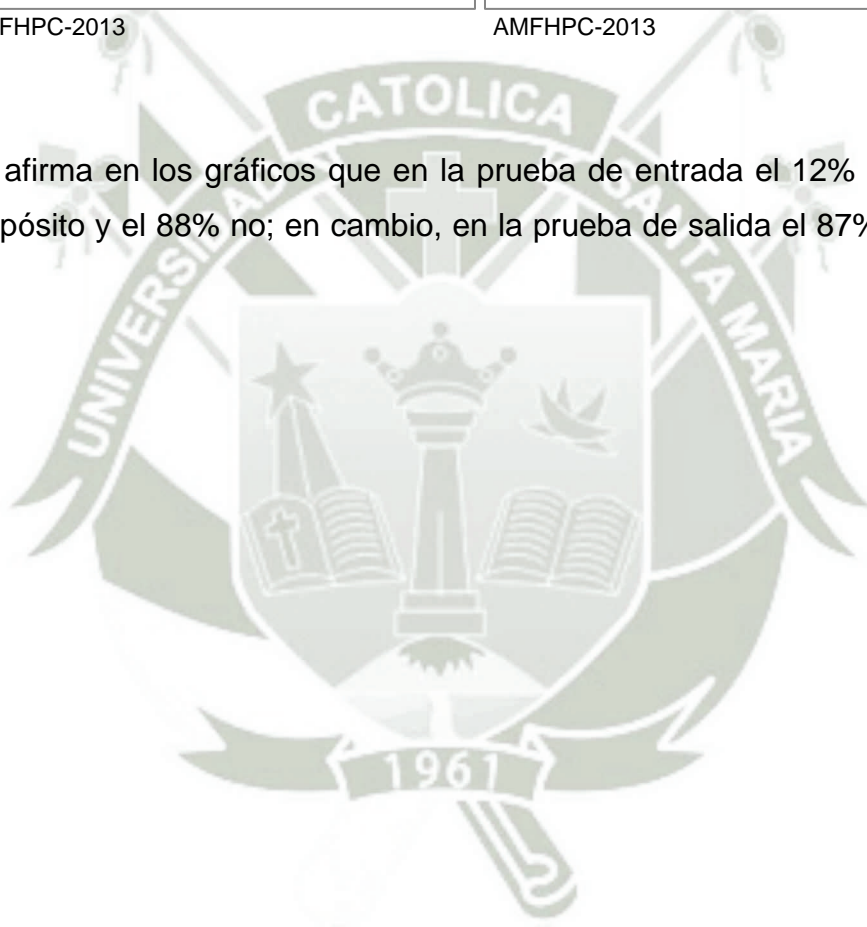 FHPC-2013
AMFHPC-2013
CATOLICA
UNIVERSIDAD
SANTA MARIA
afirma en los gráficos que en la prueba de entrada el 12%
pósito y el 88% no; en cambio, en la prueba de salida el 87%
1961